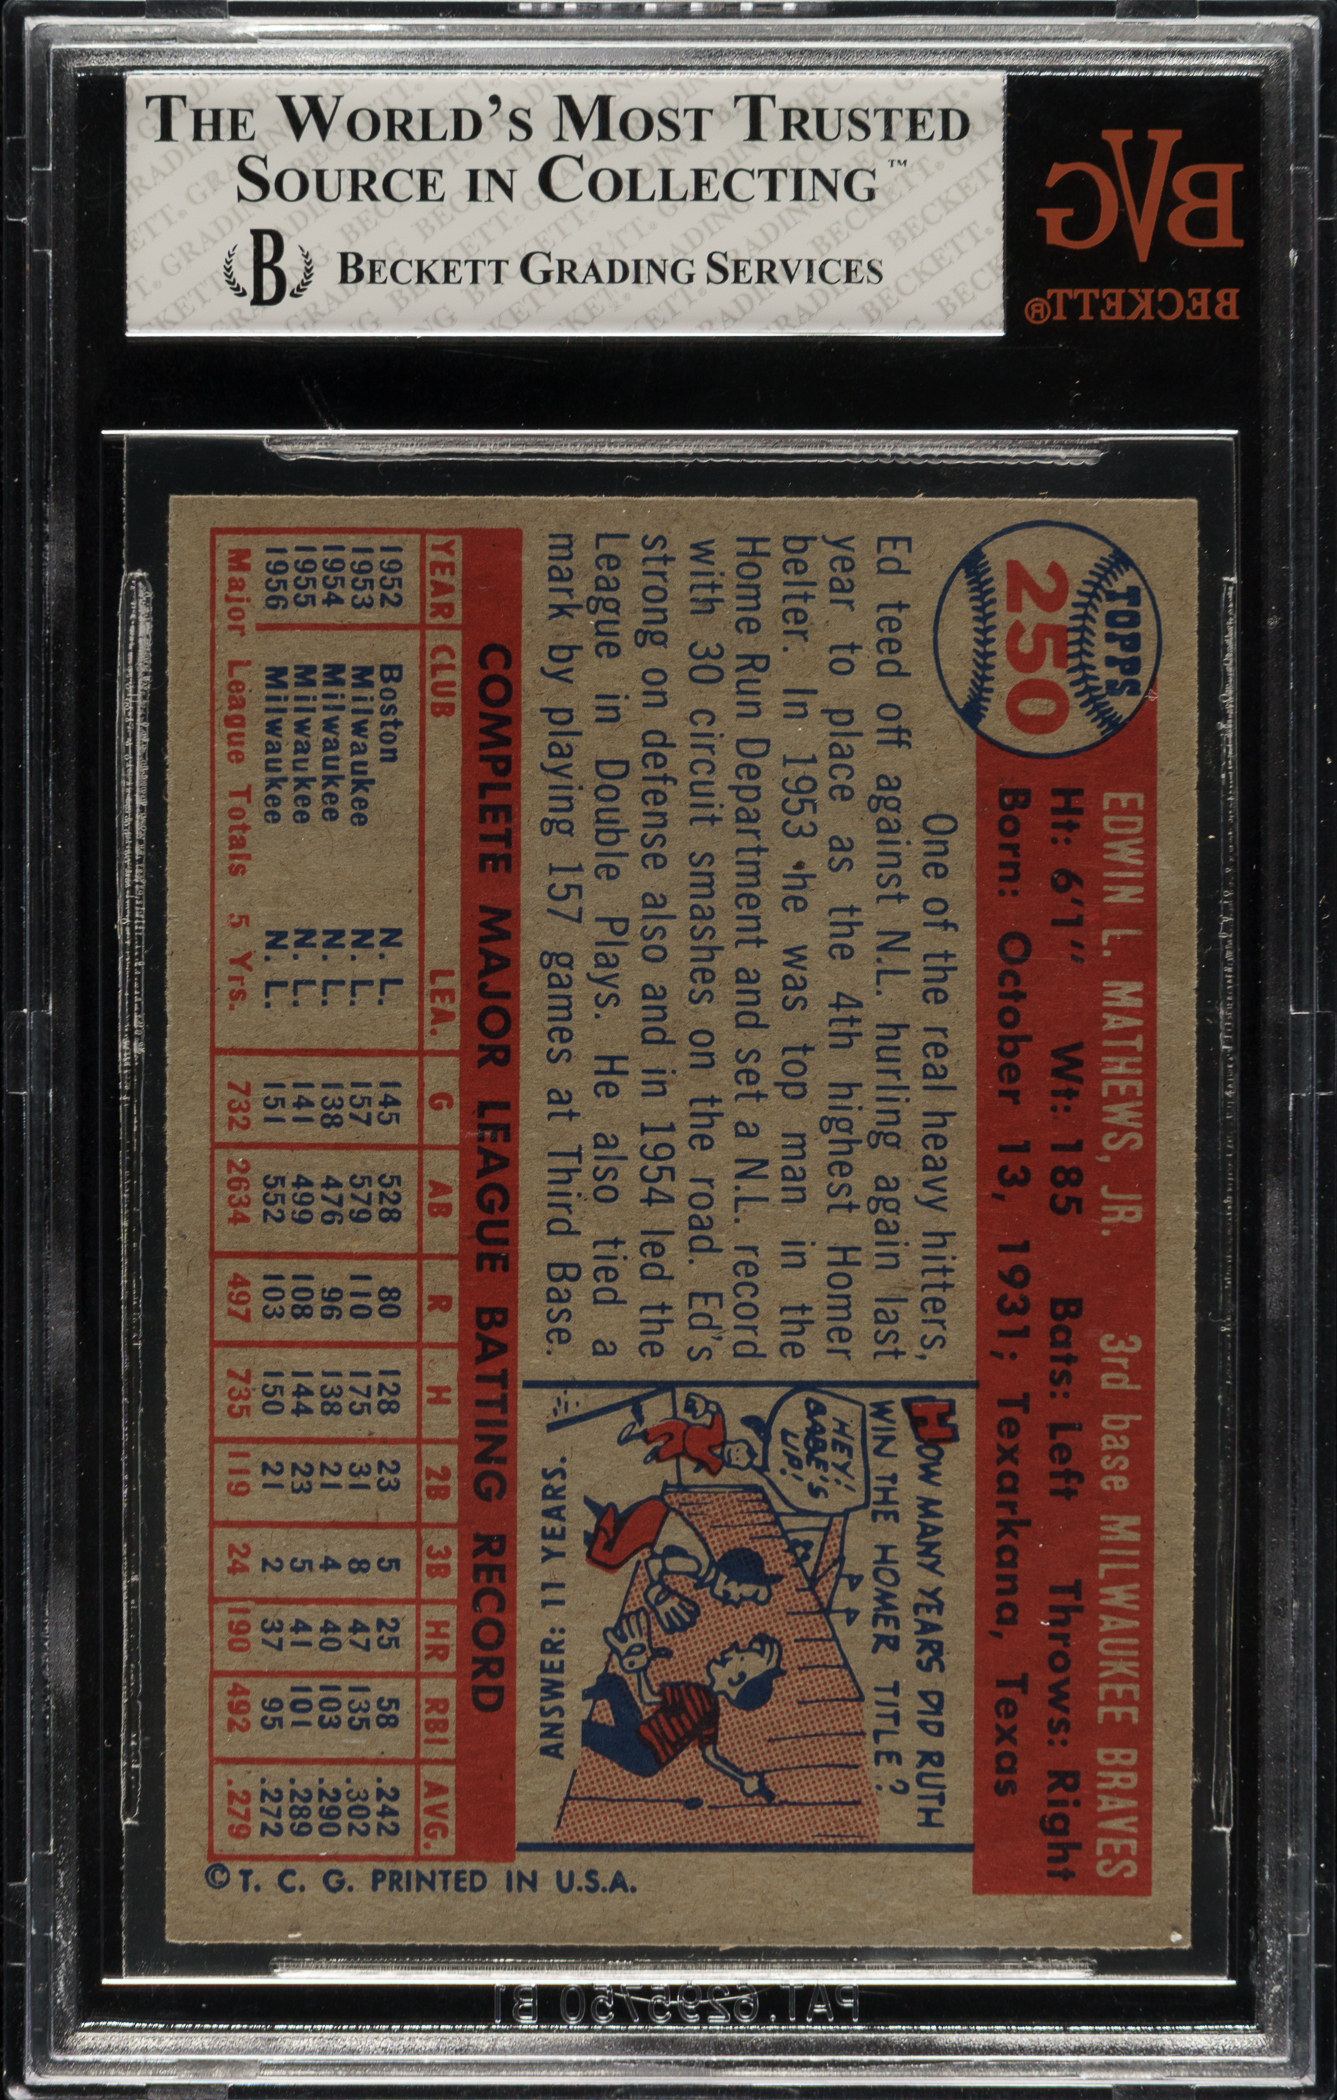 THE WORLD'S MOST TRUSTED
SOURCE IN COLLECTING™
B BECKETT GRADING SERVICES
BVG
BECKETT®
TOPPS
250
EDWIN L. MATHEWS, JR. 3rd base MILWAUKEE BRAVES
Ht: 6'1" Wt: 185 Bats: Left Throws: Right
Born: October 13, 1931; Texarkana, Texas
One of the real heavy hitters,
Ed teed off against N.L. hurling again last
year to place as the 4th highest Homer
belter. In 1953 he was top man in the
Home Run Department and set a N.L. record
with 30 circuit smashes on the road. Ed's
strong on defense also and in 1954 led the
League in Double Plays. He also tied a
mark by playing 157 games at Third Base.
HOW MANY YEARS DID RUTH
WIN THE HOMER TITLE?
HEY!
BABE'S
UP!
ANSWER: 11 YEARS.
COMPLETE MAJOR LEAGUE BATTING RECORD
YEAR CLUB LEA. G AB R H 2B 3B HR RBI AVG.
1952 Boston N. L. 145 528 80 128 23 5 25 58 .242
1953 Milwaukee N. L. 157 579 110 175 31 8 47 135 .302
1954 Milwaukee N. L. 138 476 96 138 21 4 40 103 .290
1955 Milwaukee N. L. 141 499 108 144 23 5 41 101 .289
1956 Milwaukee N. L. 151 552 103 150 21 2 37 95 .272
Major League Totals 5 Yrs. 732 2634 497 735 119 24 190 492 .279
© T. C. G. PRINTED IN U.S.A.
PAT. 6295750 B1